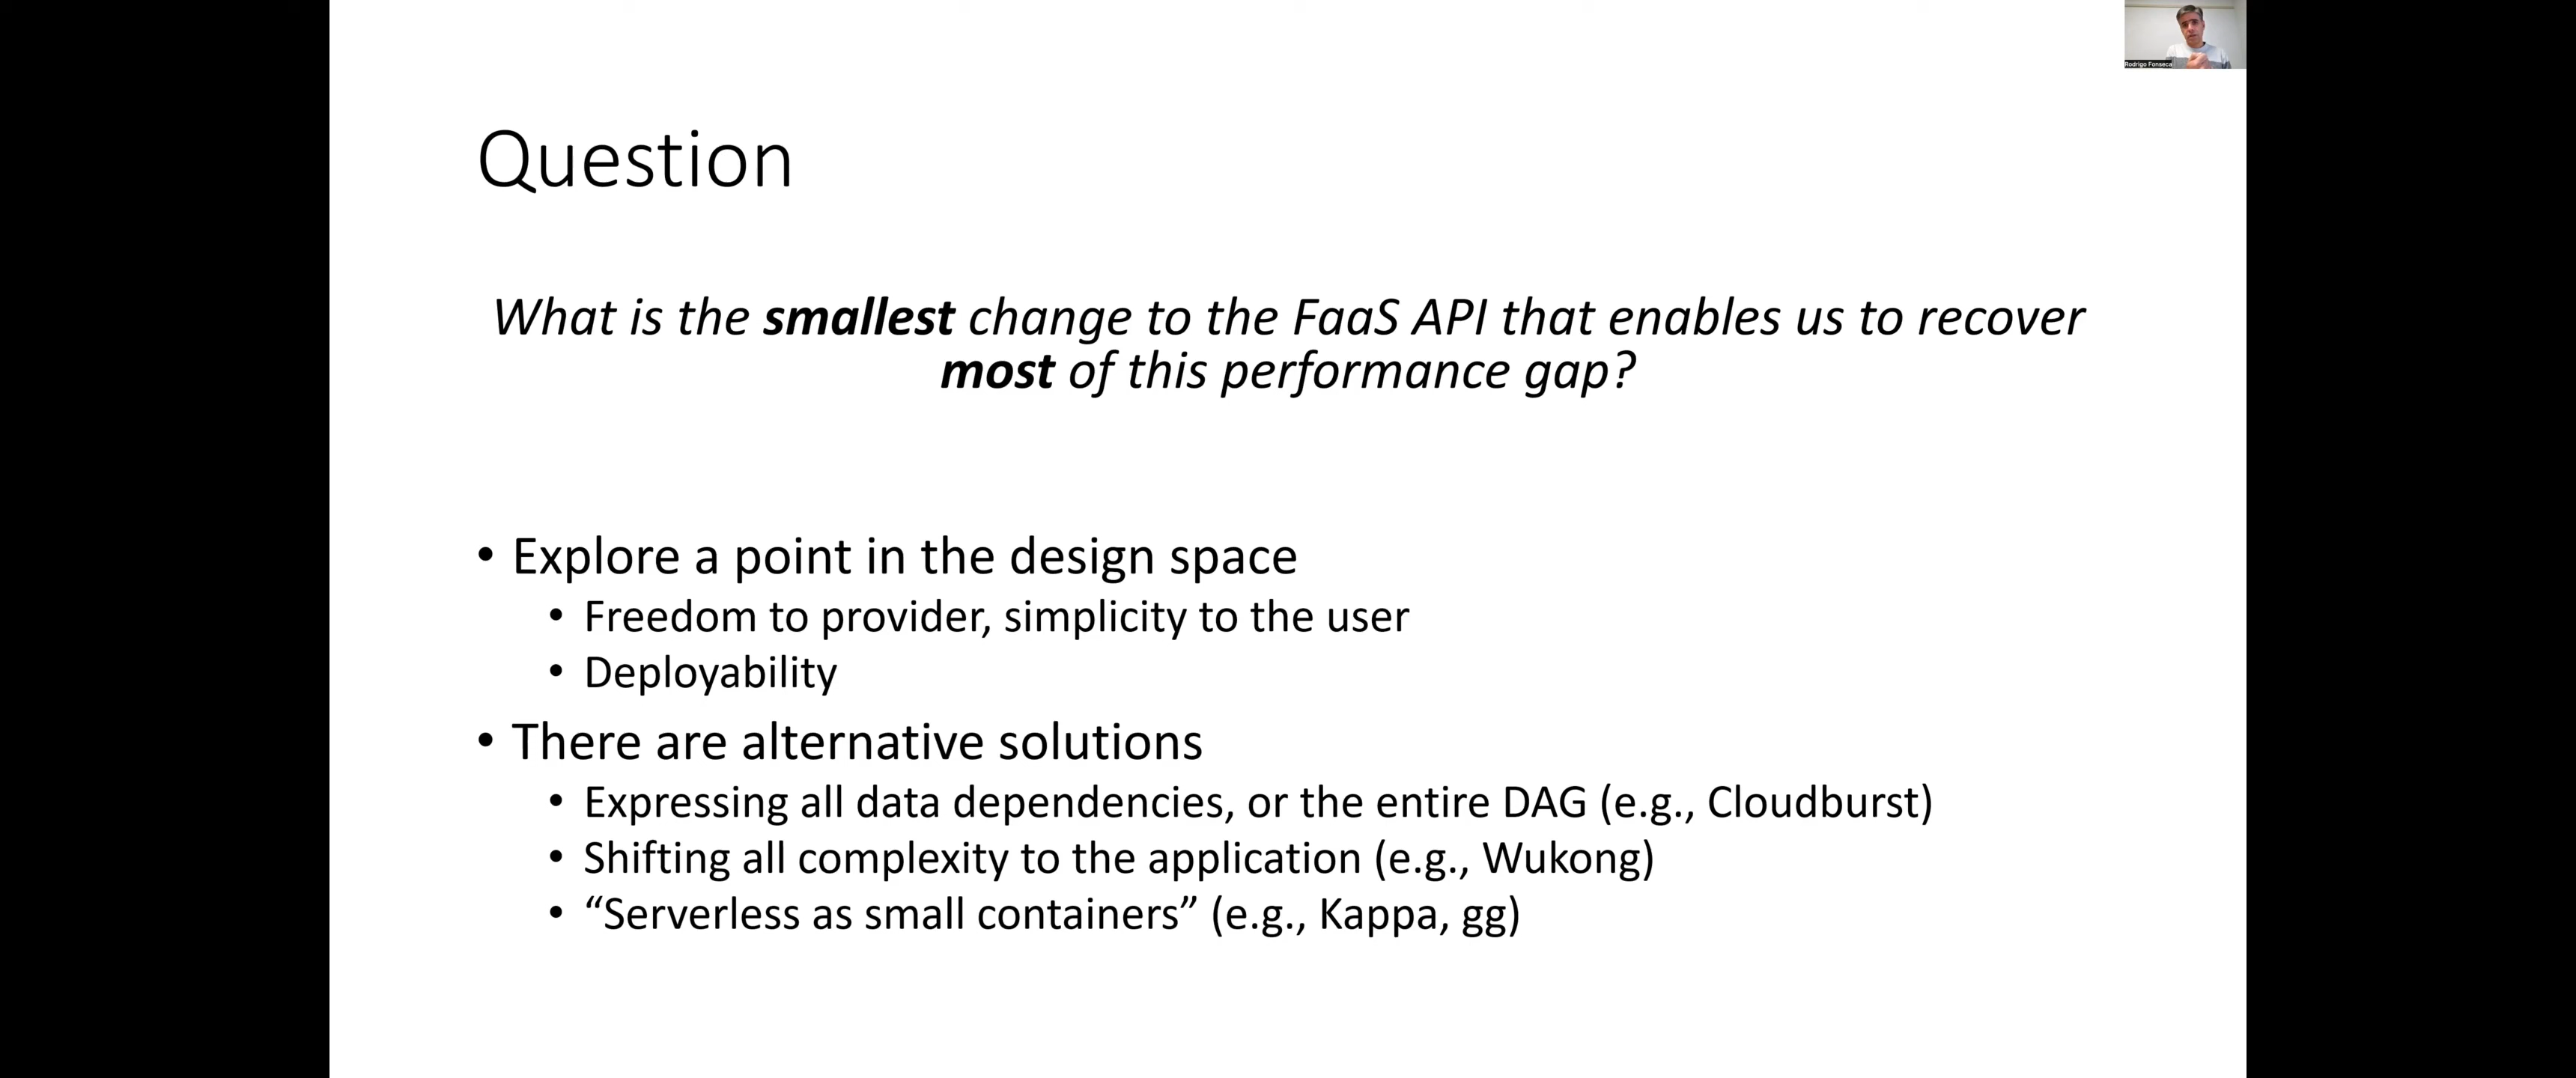 Rodrigo Fonseca
Question
What is the smallest change to the FaaS API that enables us to recover
most of this performance gap?
• Explore a point in the design space
• Freedom to provider, simplicity to the user
• Deployability
• There are alternative solutions
• Expressing all data dependencies, or the entire DAG (e.g., Cloudburst)
• Shifting all complexity to the application (e.g., Wukong)
• “Serverless as small containers” (e.g., Kappa, gg)